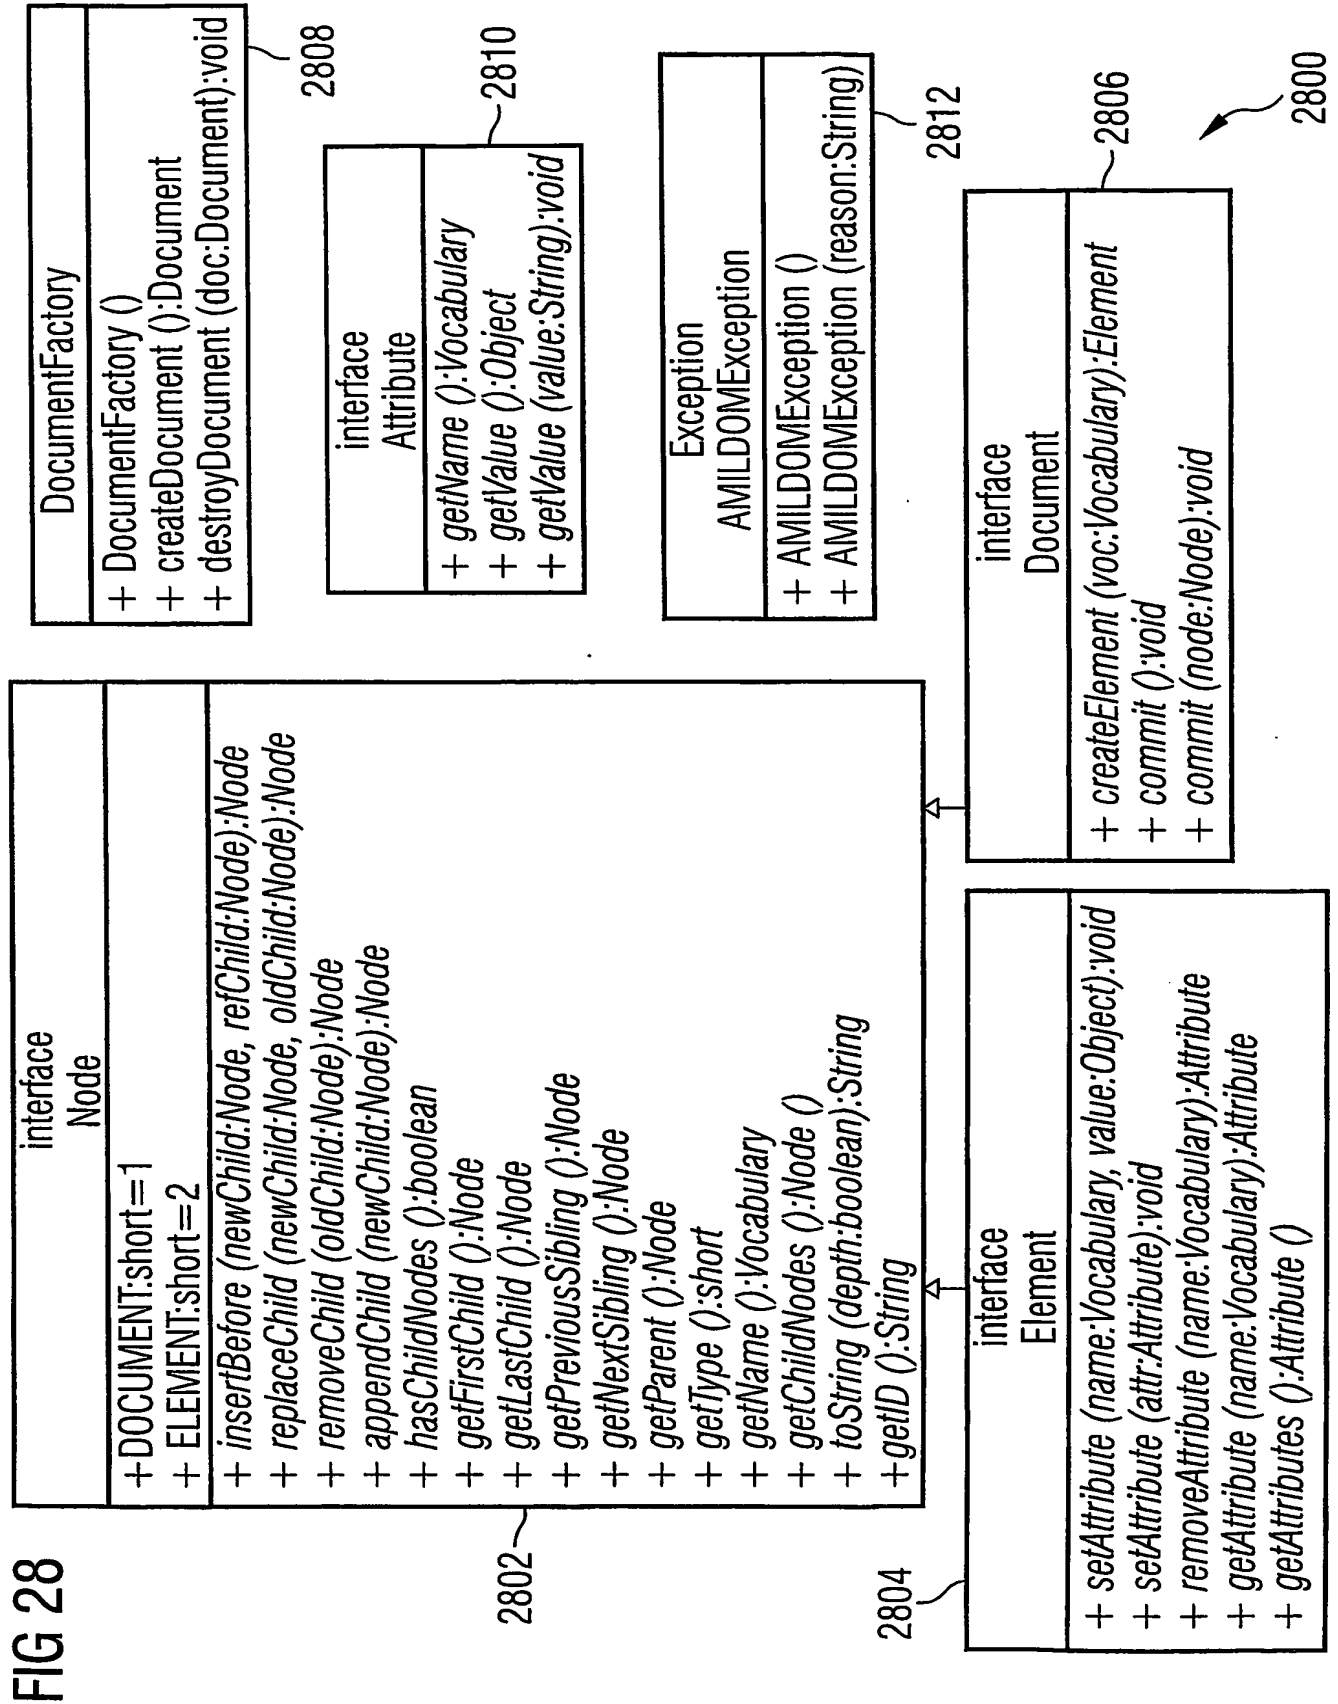 FIG 28
interface
Node
+DOCUMENT:short=1
+ ELEMENT:short=2
+ insertBefore (newChild:Node, refChild:Node):Node
+ replaceChild (newChild:Node, oldChild:Node):Node
+ removeChild (oldChild:Node):Node
+ appendChild (newChild:Node):Node
+ hasChildNodes ():boolean
+ getFirstChild ():Node
+ getLastChild ():Node
+ getPreviousSibling ():Node
+ getNextSibling ():Node
+ getParent ():Node
+ getType ():short
+ getName ():Vocabulary
+ getChildNodes ():Node ()
+ toString (depth:boolean):String
+getID ():String
2802
DocumentFactory
+ DocumentFactory ()
+ createDocument ():Document
+ destroyDocument (doc:Document):void
2808
interface
Attribute
+ getName ():Vocabulary
+ getValue ():Object
+ getValue (value:String):void
2810
Exception
AMILDOMException
+ AMILDOMException ()
+ AMILDOMException (reason:String)
2812
2804
interface
Element
+ setAttribute (name:Vocabulary, value:Object):void
+ setAttribute (attr:Attribute):void
+ removeAttribute (name:Vocabulary):Attribute
+ getAttribute (name:Vocabulary):Attribute
+ getAttributes ():Attribute ()
interface
Document
+ createElement (voc:Vocabulary):Element
+ commit ():void
+ commit (node:Node):void
2806
2800